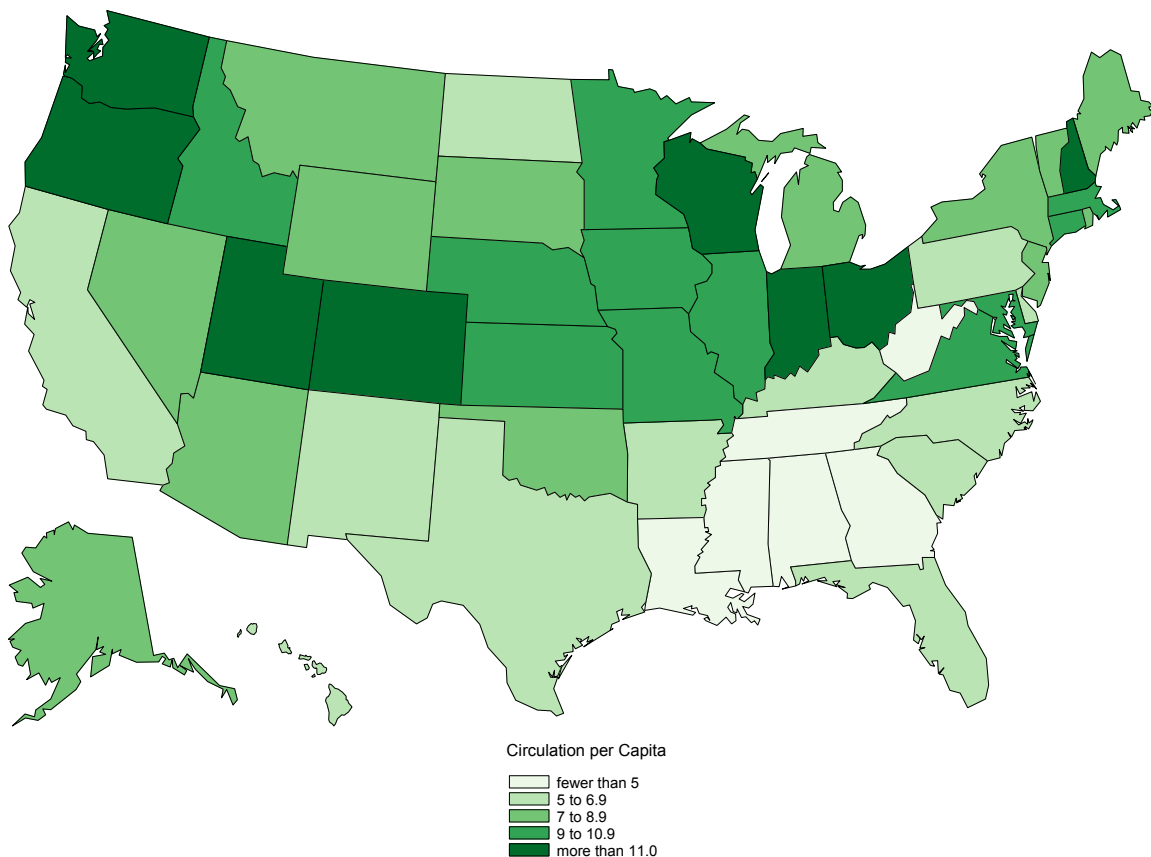 Circulation per Capita
fewer than 5
5 to 6.9
7 to 8.9
9 to 10.9
more than 11.0